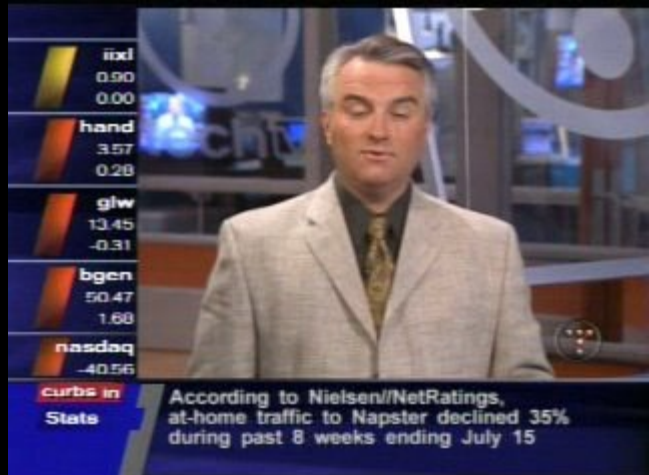 iixl
0.90
0.00
hand
3.57
0.28
glw
13.45
-0.31
bgen
50.47
1.68
nasdaq
-40.56
curbs in
Stats
According to Nielsen//NetRatings,
at-home traffic to Napster declined 35%
during past 8 weeks ending July 15
techtv